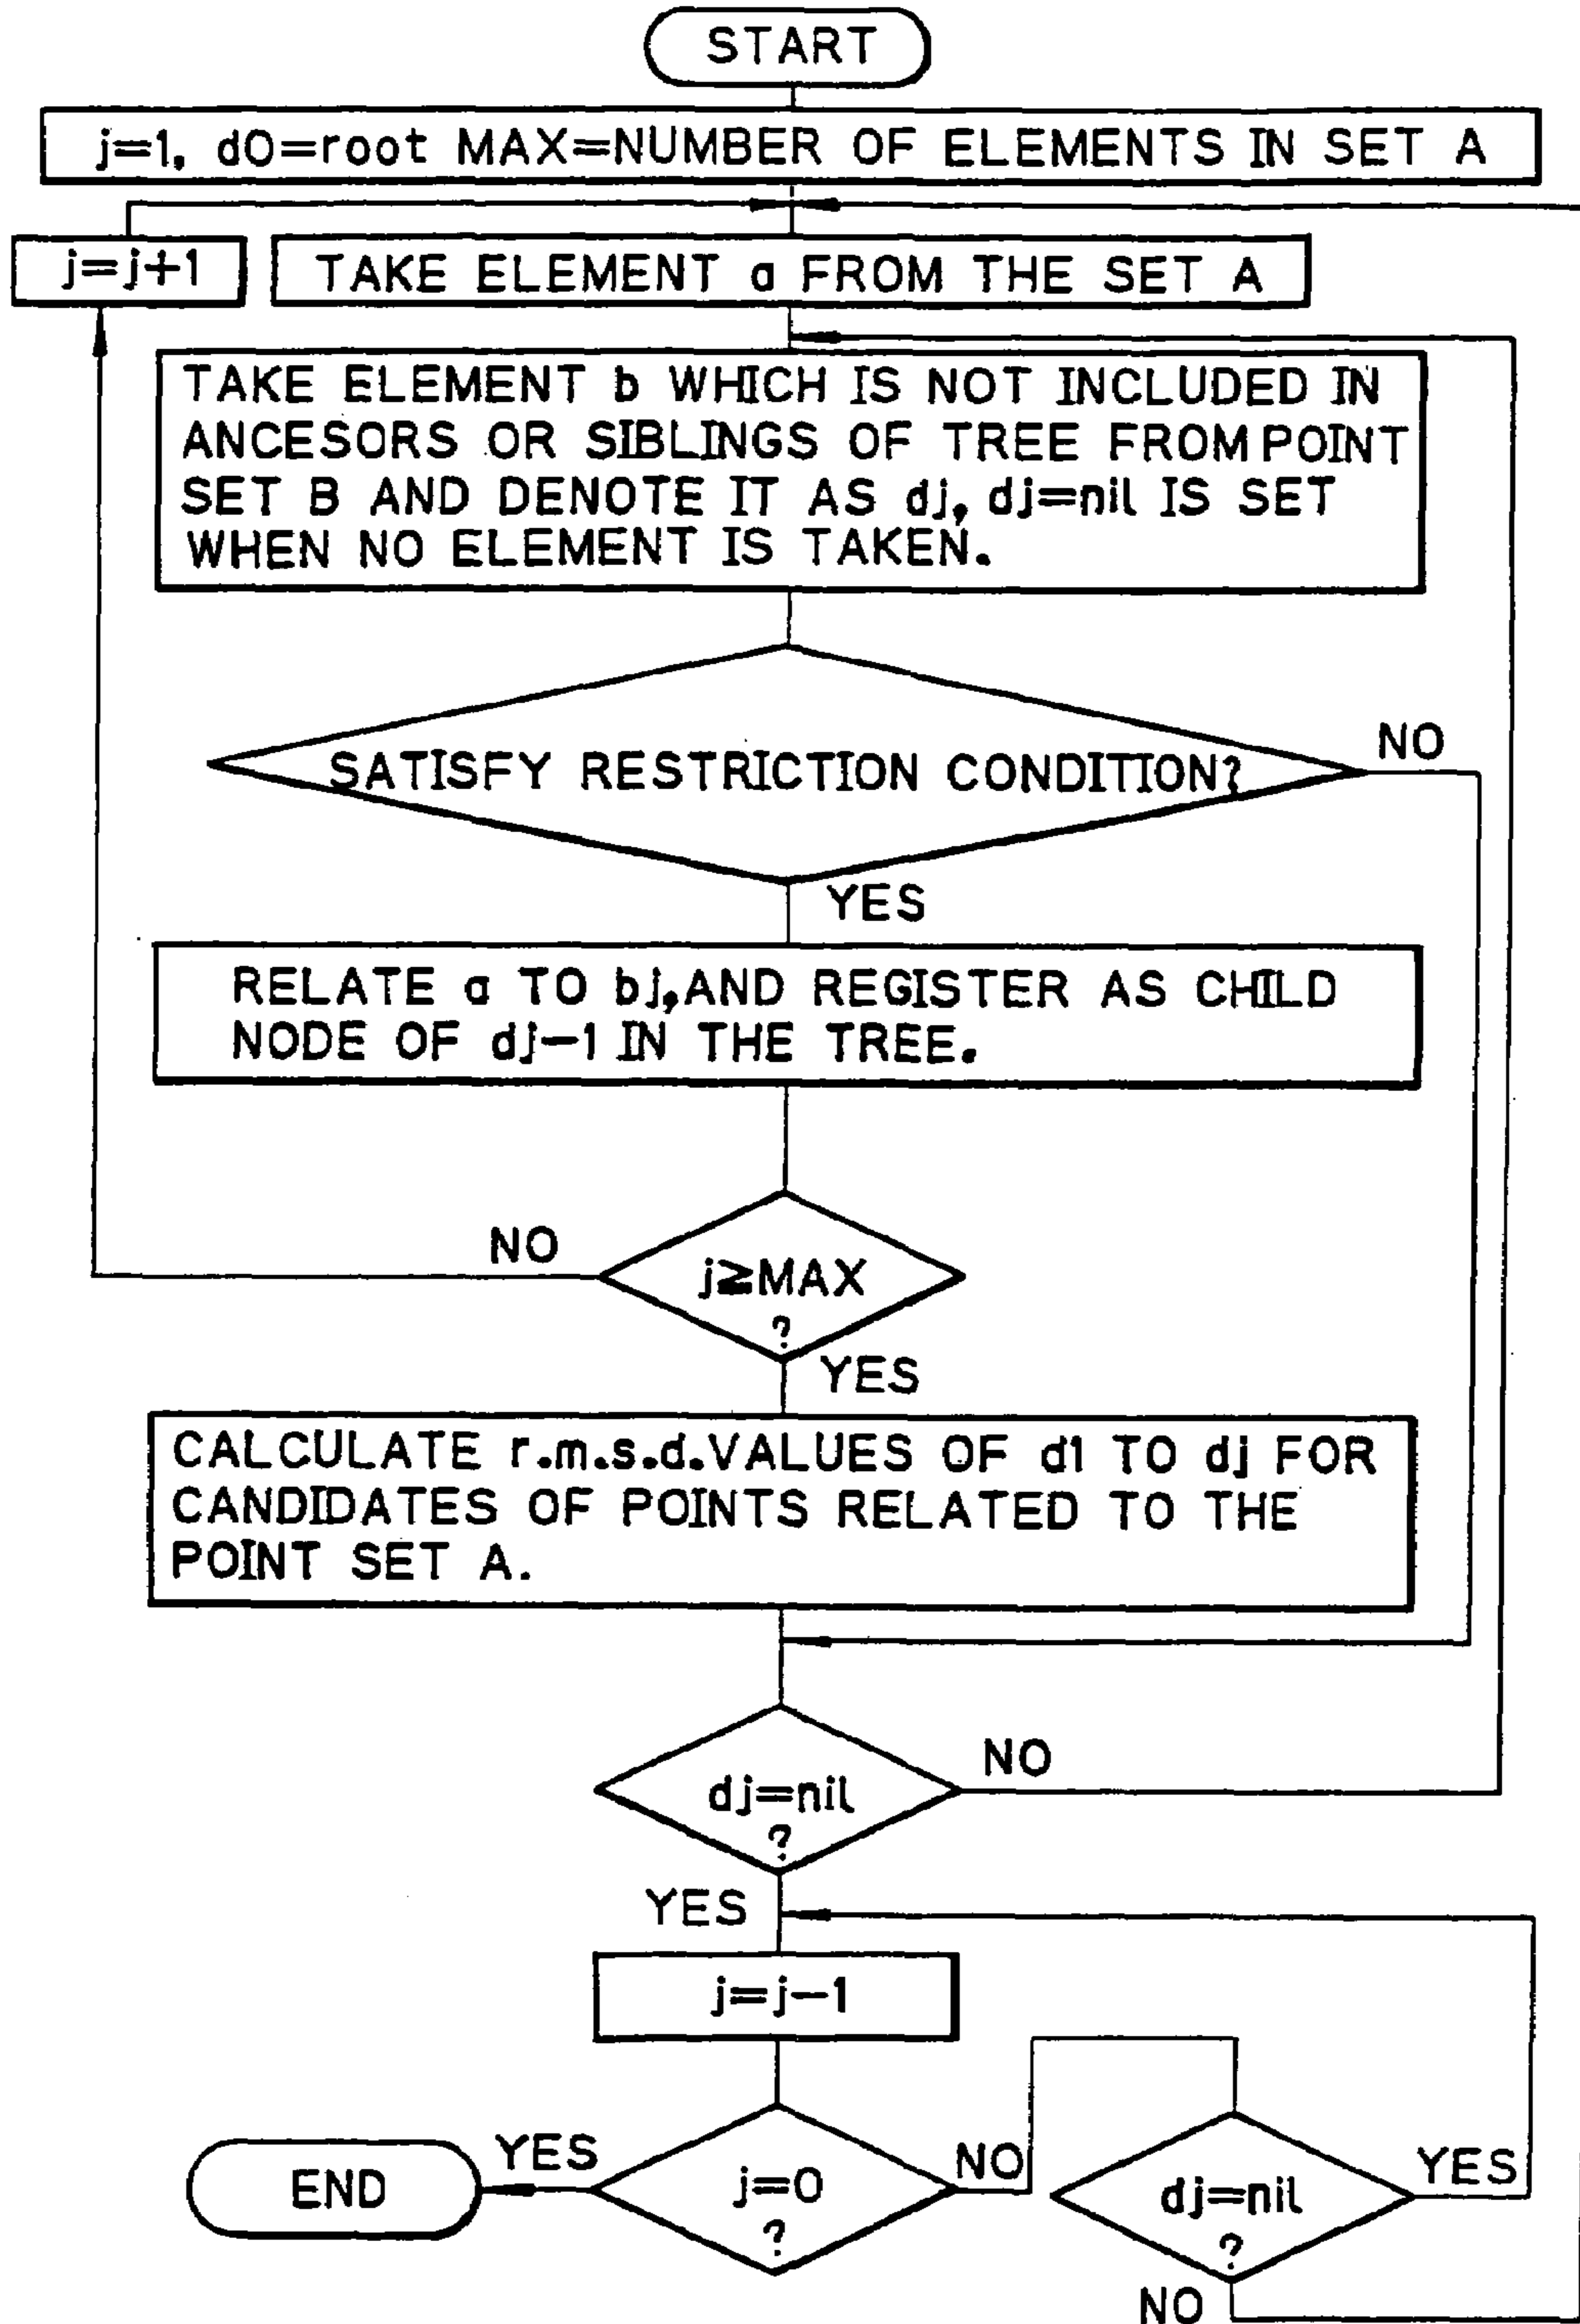 START
j=1, d0=root MAX=NUMBER OF ELEMENTS IN SET A
j=j+1
TAKE ELEMENT a FROM THE SET A
TAKE ELEMENT b WHICH IS NOT INCLUDED IN
ANCESORS OR SIBLINGS OF TREE FROM POINT
SET B AND DENOTE IT AS dj, dj=nil IS SET
WHEN NO ELEMENT IS TAKEN.
SATISFY RESTRICTION CONDITION?
NO
YES
RELATE a TO bj, AND REGISTER AS CHILD
NODE OF dj-1 IN THE TREE.
NO
j≧MAX
?
YES
CALCULATE r.m.s.d. VALUES OF d1 TO dj FOR
CANDIDATES OF POINTS RELATED TO THE
POINT SET A.
dj=nil
?
NO
YES
j=j-1
END
YES
j=0
?
NO
dj=nil
?
YES
NO